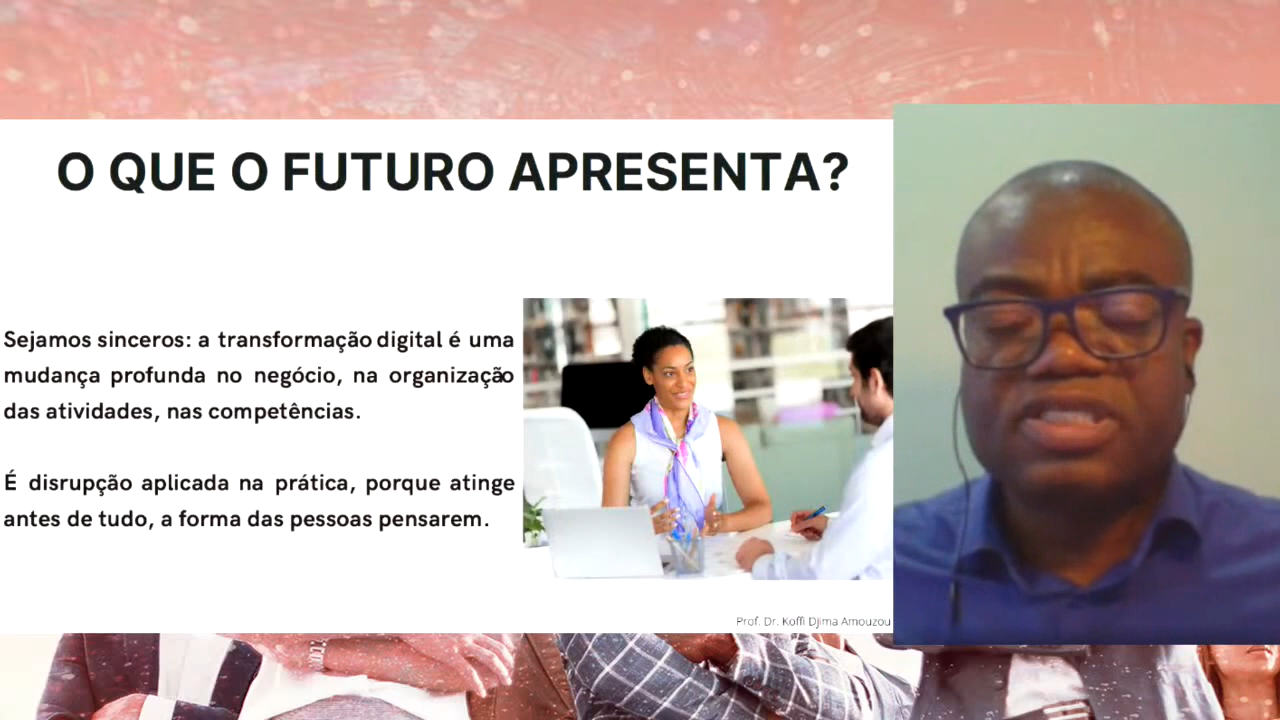 O QUE O FUTURO APRESENTA?
Sejamos sinceros: a transformação digital é uma
mudança profunda no negócio, na organização
das atividades, nas competências.
É disrupção aplicada na prática, porque atinge
antes de tudo, a forma das pessoas pensarem.
Prof. Dr. Koffi Djima Amouzou